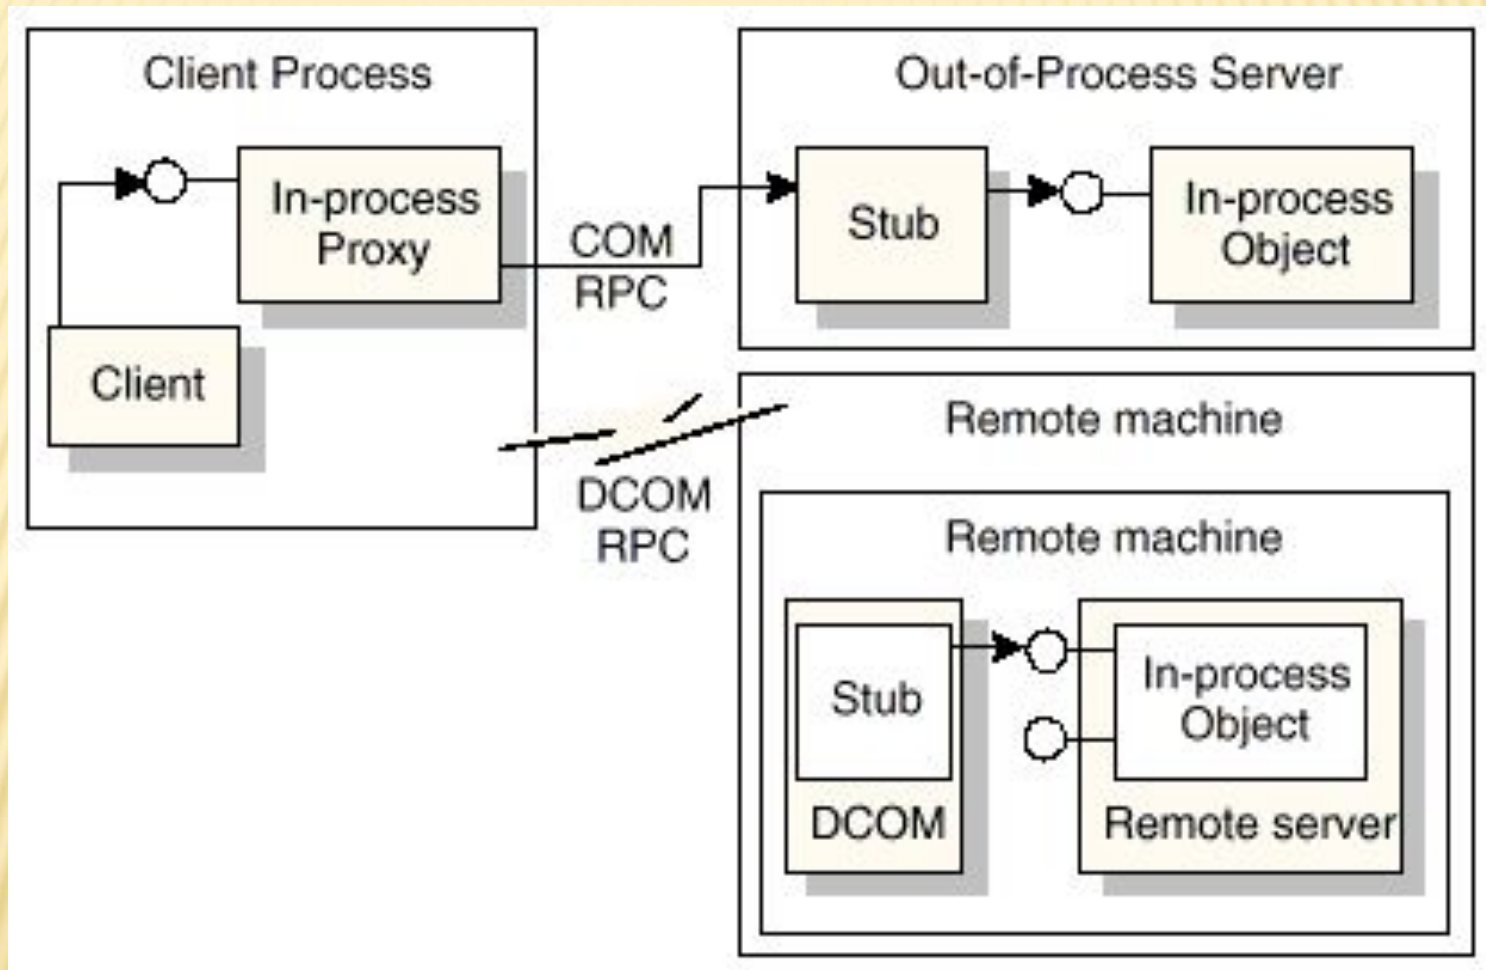 Client Process
In-process
Proxy
Client
COM
RPC
Out-of-Process Server
Stub
In-process
Object
DCOM
RPC
Remote machine
Remote machine
Stub
DCOM
In-process
Object
Remote server